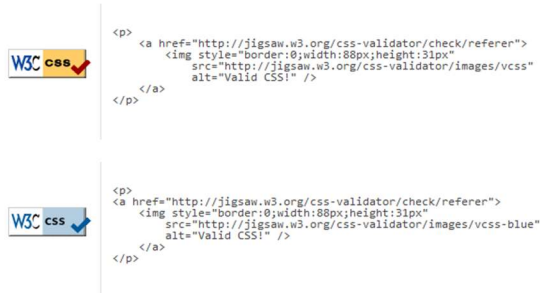 <p>
<a href="http://jigsaw.w3.org/css-validator/check/referer">
<img style="border:0;width:88px;height:31px"
W3C css
src="http://jigsaw.w3.org/css-validator/images/vcss"
alt="Valid CSS!" />
</a>
</p>
<p>
<a href="http://jigsaw.w3.org/css-validator/check/referer">
<img style="border:0;width:88px;height:31px"
W3C css
src="http://jigsaw.w3.org/css-validator/images/vcss-blue"
alt="Valid CSS!" />
</a>
</p>